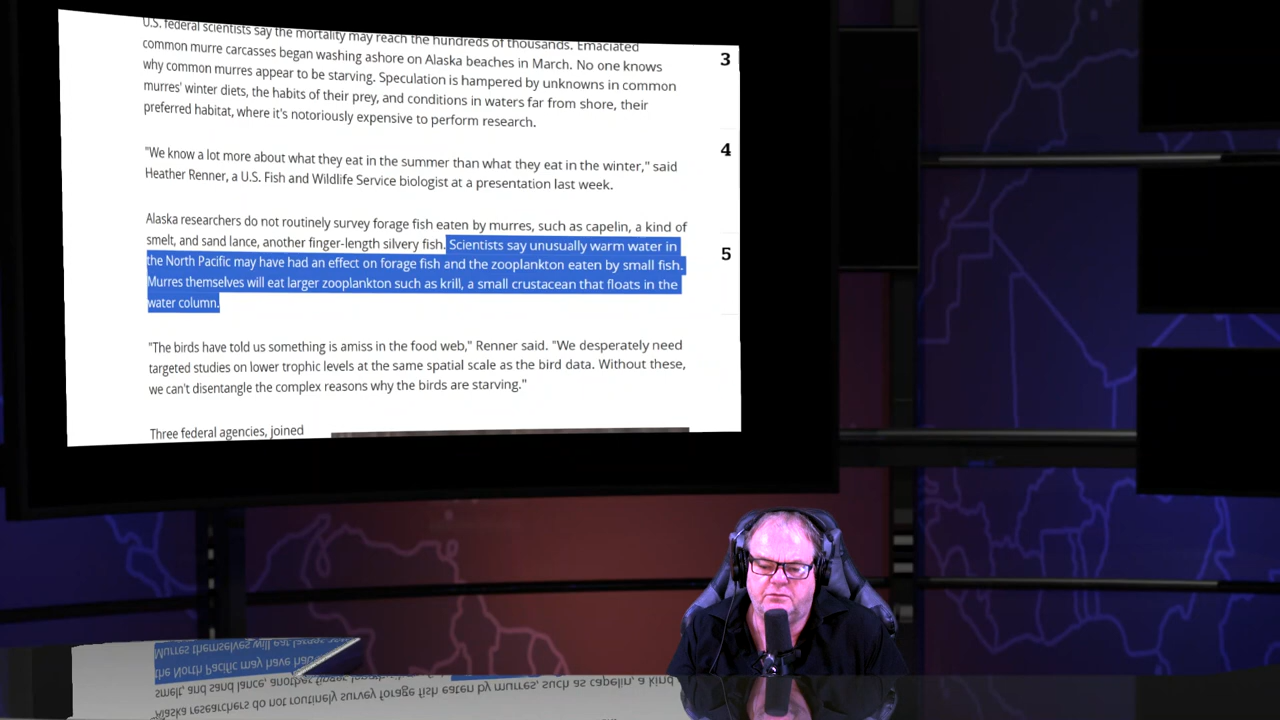 U.S. federal scientists say the mortality may reach the hundreds of thousands. Emaciated
common murre carcasses began washing ashore on Alaska beaches in March. No one knows
why common murres appear to be starving. Speculation is hampered by unknowns in common
murres' winter diets, the habits of their prey, and conditions in waters far from shore, their
preferred habitat, where it's notoriously expensive to perform research.
"We know a lot more about what they eat in the summer than what they eat in the winter," said
Heather Renner, a U.S. Fish and Wildlife Service biologist at a presentation last week.
Alaska researchers do not routinely survey forage fish eaten by murres, such as capelin, a kind of
smelt, and sand lance, another finger-length silvery fish. Scientists say unusually warm water in
the North Pacific may have had an effect on forage fish and the zooplankton eaten by small fish.
Murres themselves will eat larger zooplankton such as krill, a small crustacean that floats in the
water column.
"The birds have told us something is amiss in the food web," Renner said. "We desperately need
targeted studies on lower trophic levels at the same spatial scale as the bird data. Without these,
we can't disentangle the complex reasons why the birds are starving."
Three federal agencies, joined
3
4
5